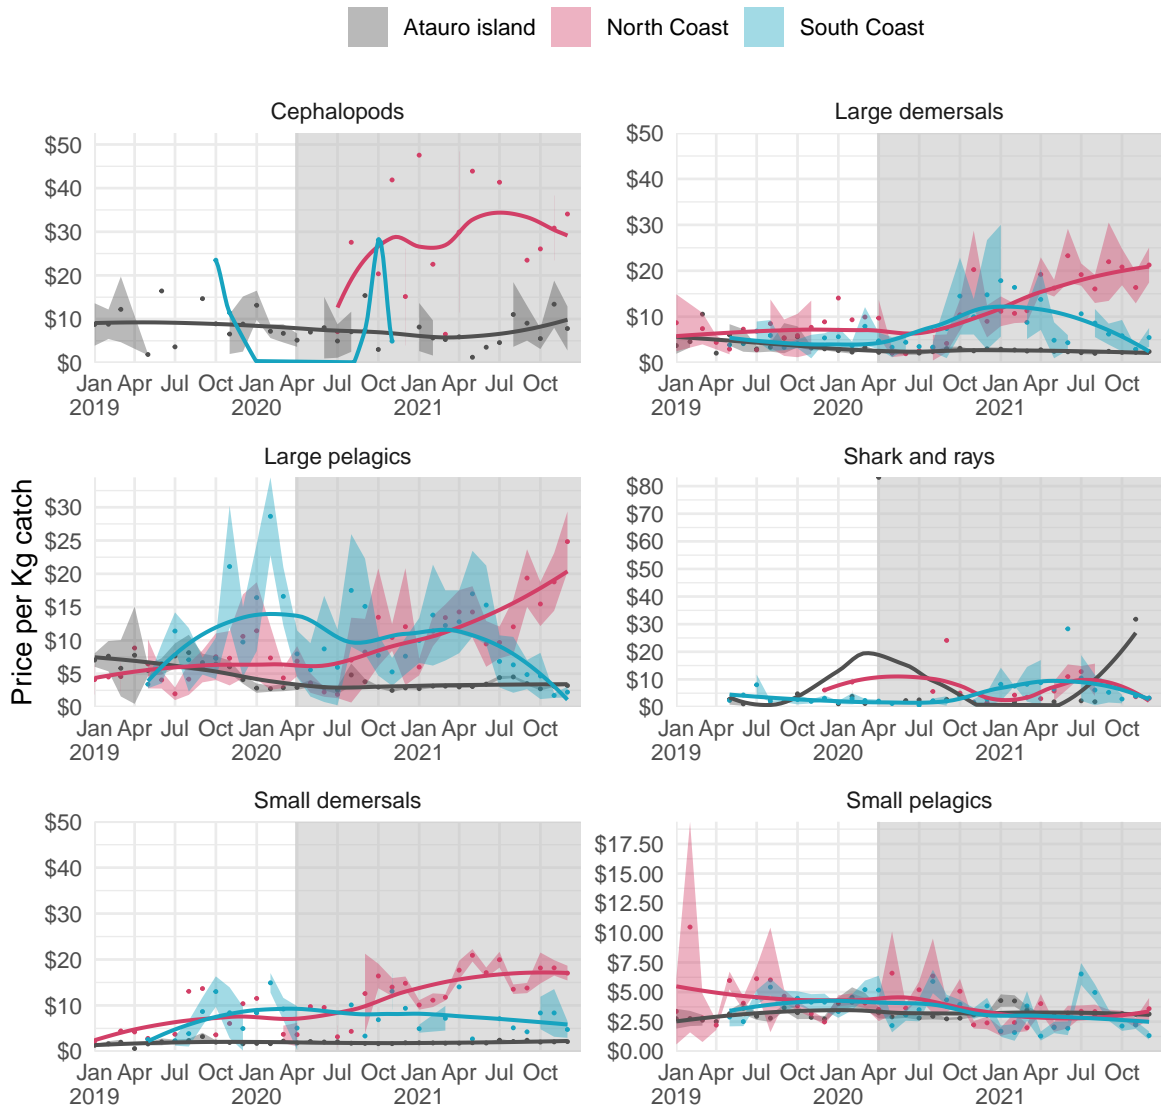 Atauro island North Coast South Coast
Cephalopods
$50
$40
$30
$20
$10
$0
Jan Apr Jul Oct Jan Apr Jul Oct Jan Apr Jul Oct
2019 2020 2021
Large demersals
$50
$40
$30
$20
$10
$0
Jan Apr Jul Oct Jan Apr Jul Oct Jan Apr Jul Oct
2019 2020 2021
Price per Kg catch
Large pelagics
$30
$25
$20
$15
$10
$5
$0
Jan Apr Jul Oct Jan Apr Jul Oct Jan Apr Jul Oct
2019 2020 2021
Shark and rays
$80
$70
$60
$50
$40
$30
$20
$10
$0
Jan Apr Jul Oct Jan Apr Jul Oct Jan Apr Jul Oct
2019 2020 2021
Small demersals
$50
$40
$30
$20
$10
$0
Jan Apr Jul Oct Jan Apr Jul Oct Jan Apr Jul Oct
2019 2020 2021
Small pelagics
$17.50
$15.00
$12.50
$10.00
$7.50
$5.00
$2.50
$0.00
Jan Apr Jul Oct Jan Apr Jul Oct Jan Apr Jul Oct
2019 2020 2021